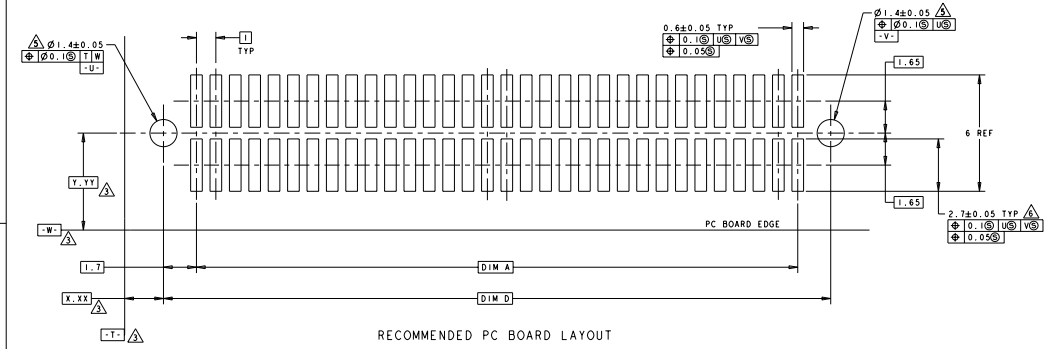 5 Ø1.4±0.05
⌖ Ø0.1Ⓢ T W
-U-
1
TYP
0.6±0.05 TYP
⌖ 0.1Ⓢ UⓈ VⓈ
⌖ 0.05Ⓢ
Ø1.4±0.05 5
⌖ Ø0.1Ⓢ UⓈ
-V-
1.65
6 REF
Y.YY 3
1.65
2.7±0.05 TYP 6
⌖ 0.1Ⓢ UⓈ VⓈ
⌖ 0.05Ⓢ
-W- 3
PC BOARD EDGE
1.7
DIM A
X.XX 3
DIM D
-T- 3
RECOMMENDED PC BOARD LAYOUT